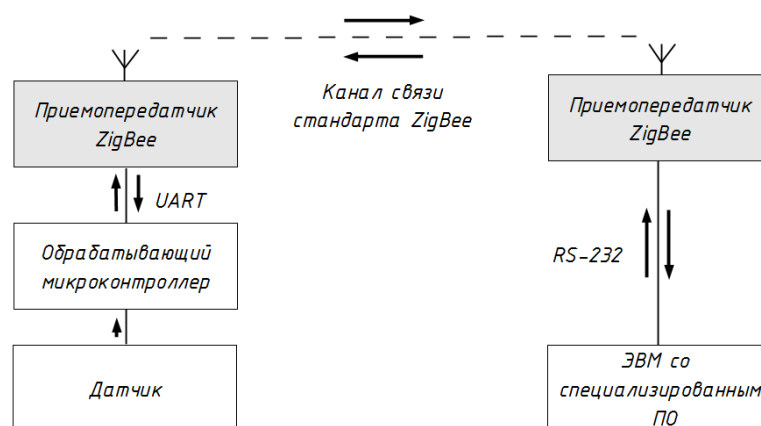 Приемопередатчик
ZigBee
Канал связи
стандарта ZigBee
Приемопередатчик
ZigBee
UART
Обрабатывающий
микроконтроллер
RS-232
Датчик
ЭВМ со
специализированным
ПО